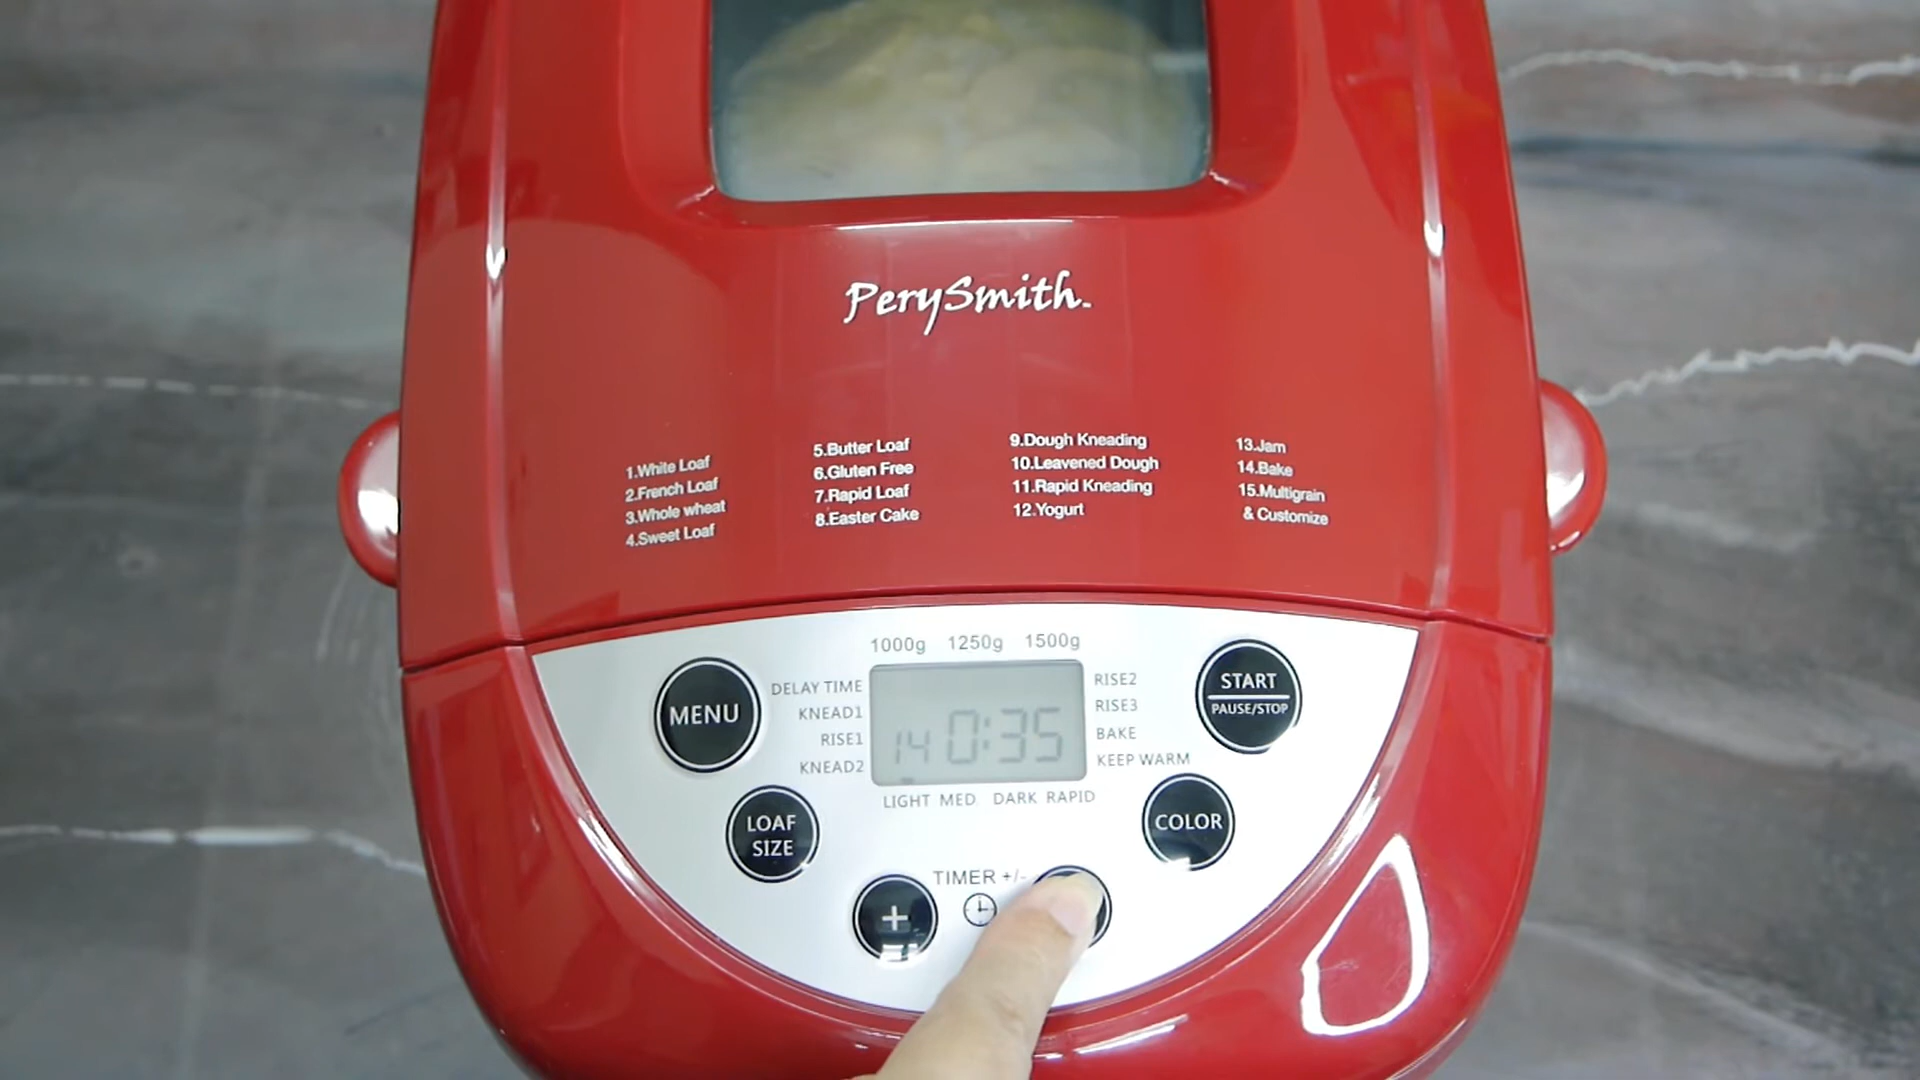 PerySmith
1.White Loaf
2.French Loaf
3.Whole wheat
4.Sweet Loaf
5.Butter Loaf
6.Gluten Free
7.Rapid Loaf
8.Easter Cake
9.Dough Kneading
10.Leavened Dough
11.Rapid Kneading
12.Yogurt
13.Jam
14.Bake
15.Multigrain
& Customize
1000g 1250g 1500g
MENU
DELAY TIME
KNEAD1
RISE1
KNEAD2
14 0:35
RISE2
RISE3
BAKE
KEEP WARM
START
PAUSE/STOP
LIGHT MED DARK RAPID
LOAF
SIZE
COLOR
TIMER +/-
+